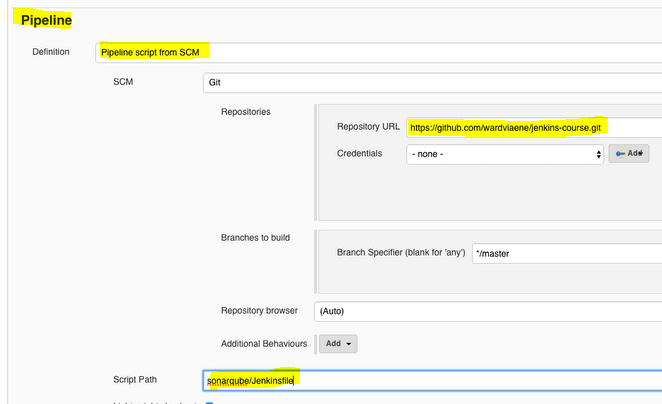 Pipeline
Definition
Pipeline script from SCM
SCM
Git
Repositories
Repository URL
https://github.com/wardviaene/jenkins-course.git
Credentials
- none -
Add
Branches to build
Branch Specifier (blank for 'any')
*/master
Repository browser
(Auto)
Additional Behaviours
Add
Script Path
sonarqube/Jenkinsfile